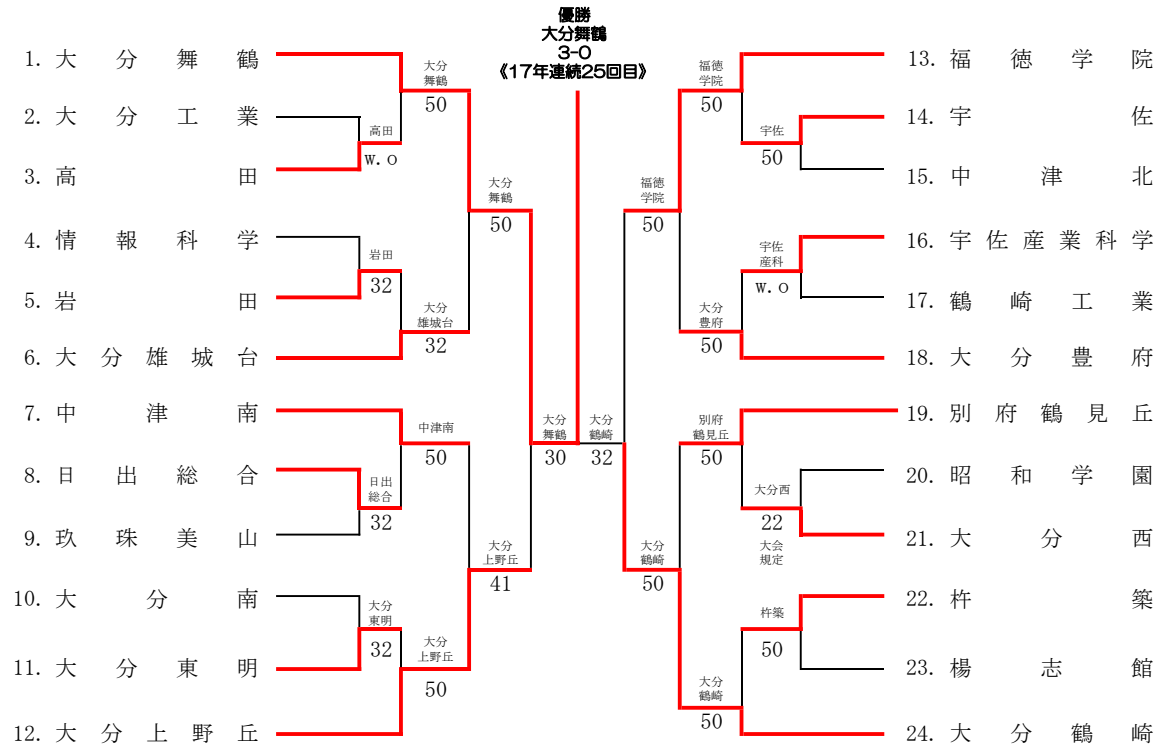 優勝
大分舞鶴
3-0
《17年連続25回目》
1. 大分舞鶴
2. 大分工業
3. 高田
4. 情報科学
5. 岩田
6. 大分雄城台
7. 中津南
8. 日出総合
9. 玖珠美山
10. 大分南
11. 大分東明
12. 大分上野丘
高田
w.o
岩田
32
日出
総合
32
大分
東明
32
大分
舞鶴
50
大分
雄城台
32
中津南
50
大分
上野丘
50
大分
舞鶴
50
大分
上野丘
41
大分
舞鶴
30
大分
鶴崎
32
福徳
学院
50
大分
鶴崎
50
福徳
学院
50
大分
豊府
50
別府
鶴見丘
50
大分
鶴崎
50
宇佐
50
宇佐
産科
w.o
大分西
22
大会
規定
杵築
50
13. 福徳学院
14. 宇佐
15. 中津北
16. 宇佐産業科学
17. 鶴崎工業
18. 大分豊府
19. 別府鶴見丘
20. 昭和学園
21. 大分西
22. 杵築
23. 楊志館
24. 大分鶴崎